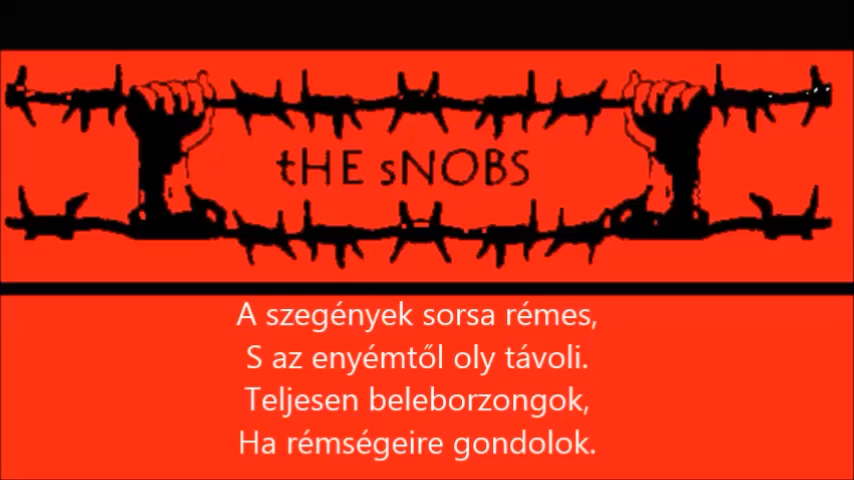 tHE sNOBS
A szegények sorsa rémes,
S az enyémtől oly távoli.
Teljesen beleborzongok,
Ha rémségeire gondolok.